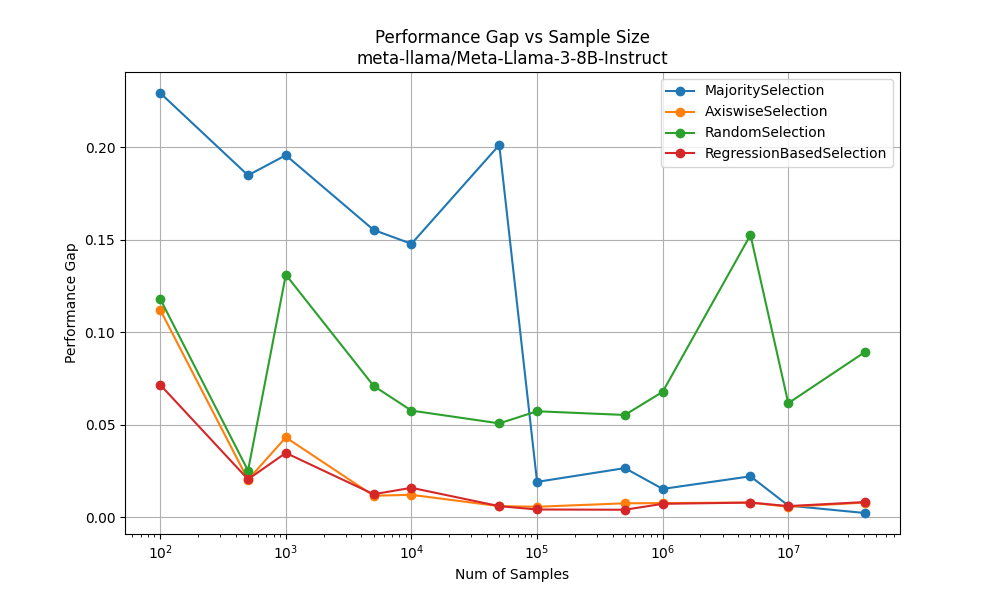 Performance Gap vs Sample Size
meta-llama/Meta-Llama-3-8B-Instruct
MajoritySelection
AxiswiseSelection
RandomSelection
RegressionBasedSelection
Performance Gap
0.20
0.15
0.10
0.05
0.00
10²
10³
10⁴
10⁵
10⁶
10⁷
Num of Samples